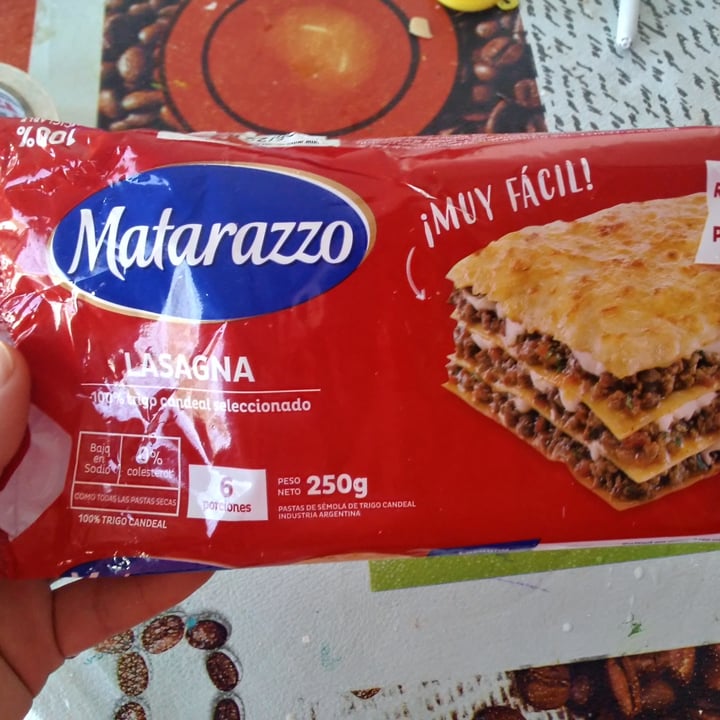 100%
Matarazzo
¡MUY FÁCIL!
LASAGNA
100% trigo candeal seleccionado
Bajo en Sodio
0% colesterol
COMO TODAS LAS PASTAS SECAS
100% TRIGO CANDEAL
6
porciones
PESO
NETO
250g
PASTAS DE SÉMOLA DE TRIGO CANDEAL
INDUSTRIA ARGENTINA